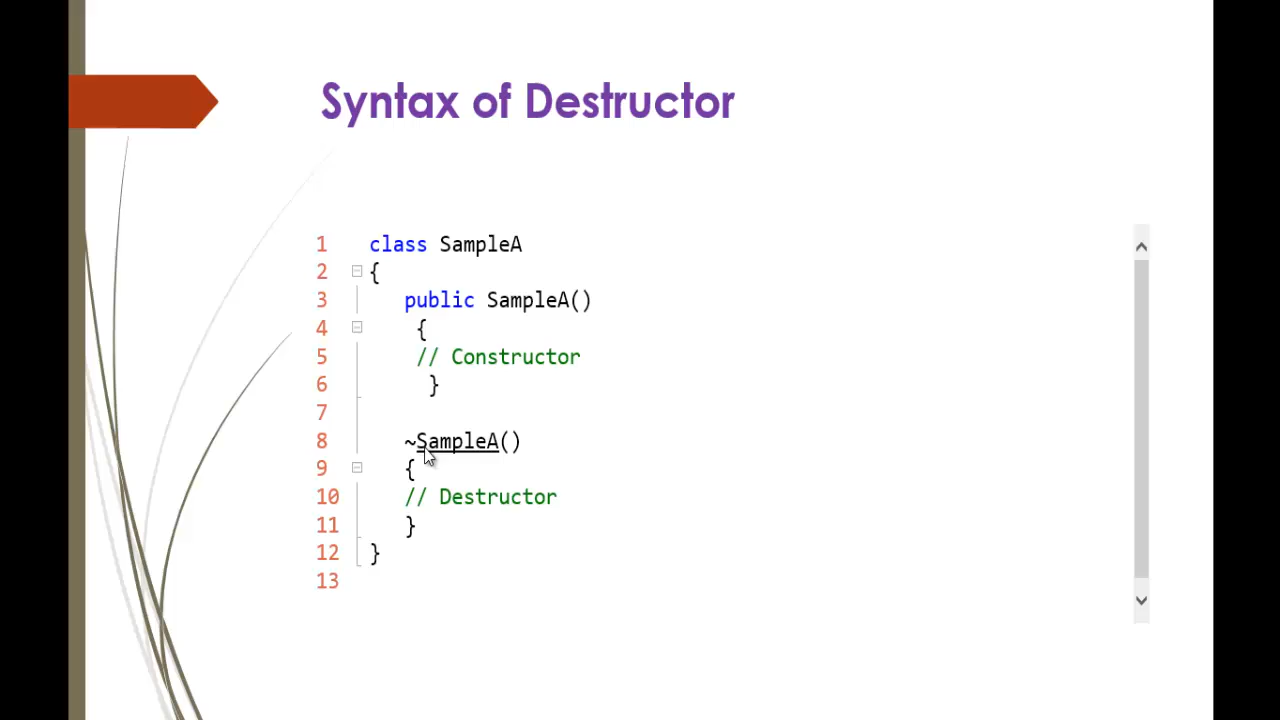 Syntax of Destructor
1 class SampleA
2 {
3 public SampleA()
4 {
5 // Constructor
6 }
7
8 ~SampleA()
9 {
10 // Destructor
11 }
12 }
13